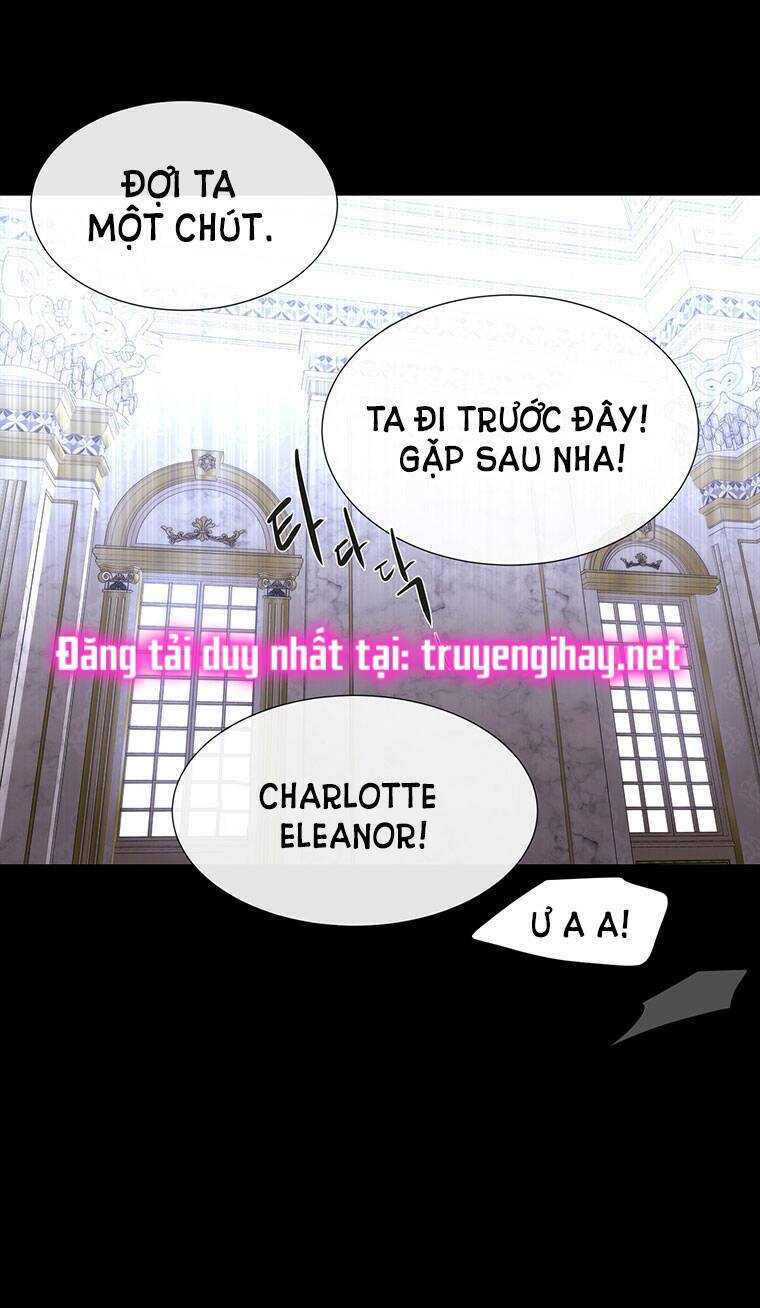 ĐỢI TA
MỘT CHÚT.
TA ĐI TRƯỚC ĐÂY!
GẶP SAU NHA!
타다닥
Đăng tải duy nhất tại: truyengihay.net
CHARLOTTE
ELEANOR!
Ư A A!